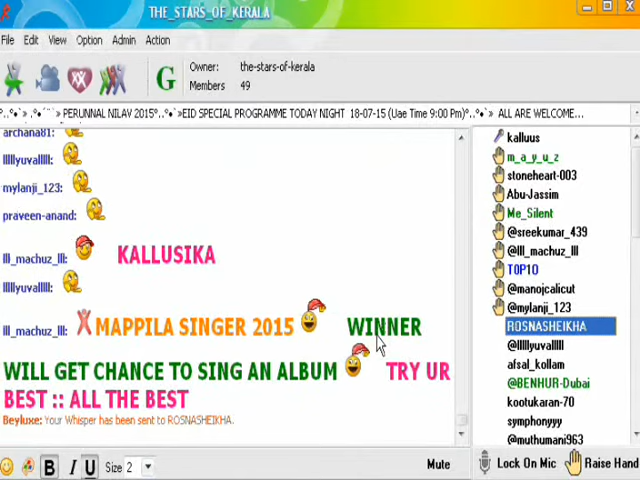 THE_STARS_OF_KERALA
File Edit View Option Admin Action
G
Owner: the-stars-of-kerala
Members 49
°..°•` » ,.°•´¨`» PERUNNAL NILAV 2015°..°•`¸°•`»EID SPECIAL PROGRAMME TODAY NIGHT 18-07-15 (Uae Time 9:00 Pm)°..°•`¸°•`» ALL ARE WELCOME...
archana81:
lllllyuvalllll:
mylanji_123:
praveen-anand:
lll_machuz_lll: KALLUSIKA
lllllyuvalllll:
lll_machuz_lll: MAPPILA SINGER 2015 WINNER
WILL GET CHANCE TO SING AN ALBUM TRY UR
BEST :: ALL THE BEST
Beyluxe: Your Whisper has been sent to ROSNASHEIKHA.
kalluus
m_a_y_u_z
stoneheart-003
Abu-Jassim
Me_Silent
@sreekumar_439
@lll_machuz_lll
T0P10
@manojcalicut
@mylanji_123
ROSNASHEIKHA
@lllllyuvalllll
afsal_kollam
@BENHUR-Dubai
kootukaran-70
symphonyyy
@muthumani963
B I U Size 2 Mute Lock On Mic Raise Hand